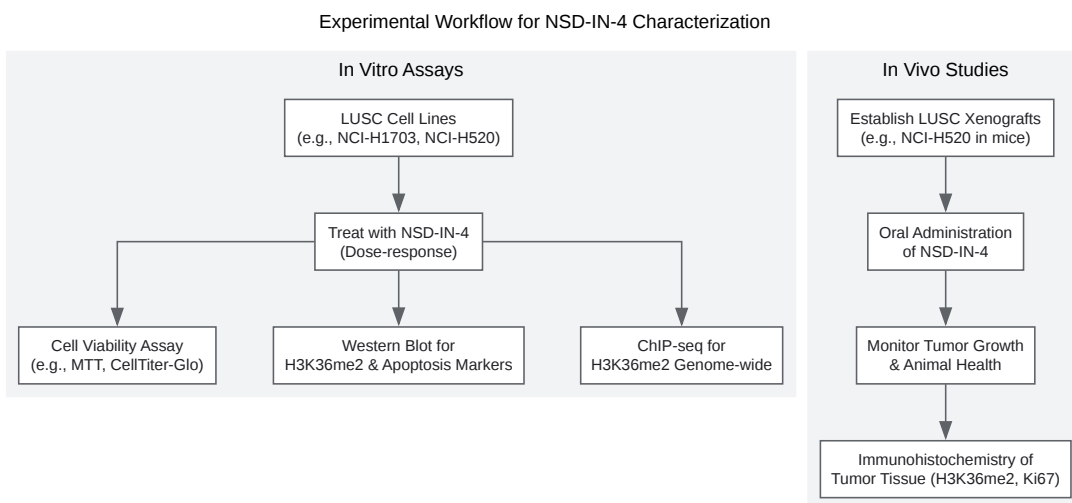 Experimental Workflow for NSD-IN-4 Characterization
In Vitro Assays
LUSC Cell Lines
(e.g., NCI-H1703, NCI-H520)
Treat with NSD-IN-4
(Dose-response)
Cell Viability Assay
(e.g., MTT, CellTiter-Glo)
Western Blot for
H3K36me2 & Apoptosis Markers
ChIP-seq for
H3K36me2 Genome-wide
In Vivo Studies
Establish LUSC Xenografts
(e.g., NCI-H520 in mice)
Oral Administration
of NSD-IN-4
Monitor Tumor Growth
& Animal Health
Immunohistochemistry of
Tumor Tissue (H3K36me2, Ki67)